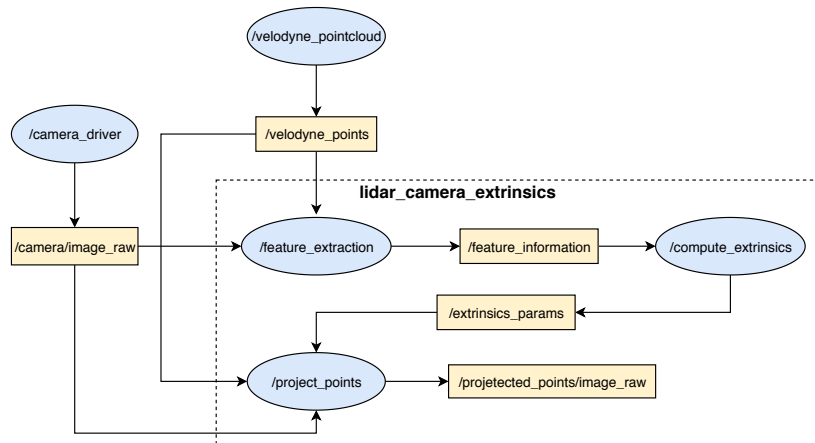 /velodyne_pointcloud
/camera_driver
/velodyne_points
lidar_camera_extrinsics
/camera/image_raw
/feature_extraction
/feature_information
/compute_extrinsics
/extrinsics_params
/project_points
/projetected_points/image_raw